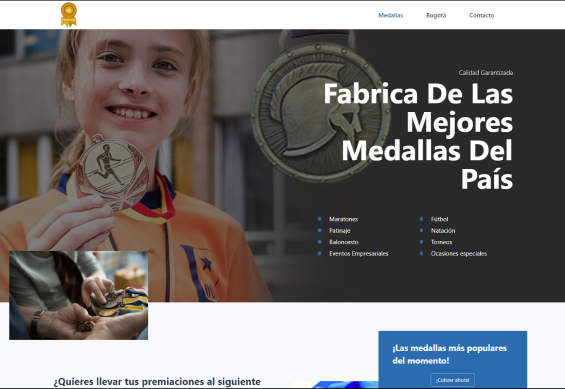 Medallas
Bogotá
Contacto
Calidad Garantizada
Fabrica De Las
Mejores
Medallas Del
País
Maratones
Patinaje
Baloncesto
Eventos Empresariales
Fútbol
Natación
Torneos
Ocasiones especiales
¡Las medallas más populares
del momento!
¡Cotizar ahora!
¿Quieres llevar tus premiaciones al siguiente